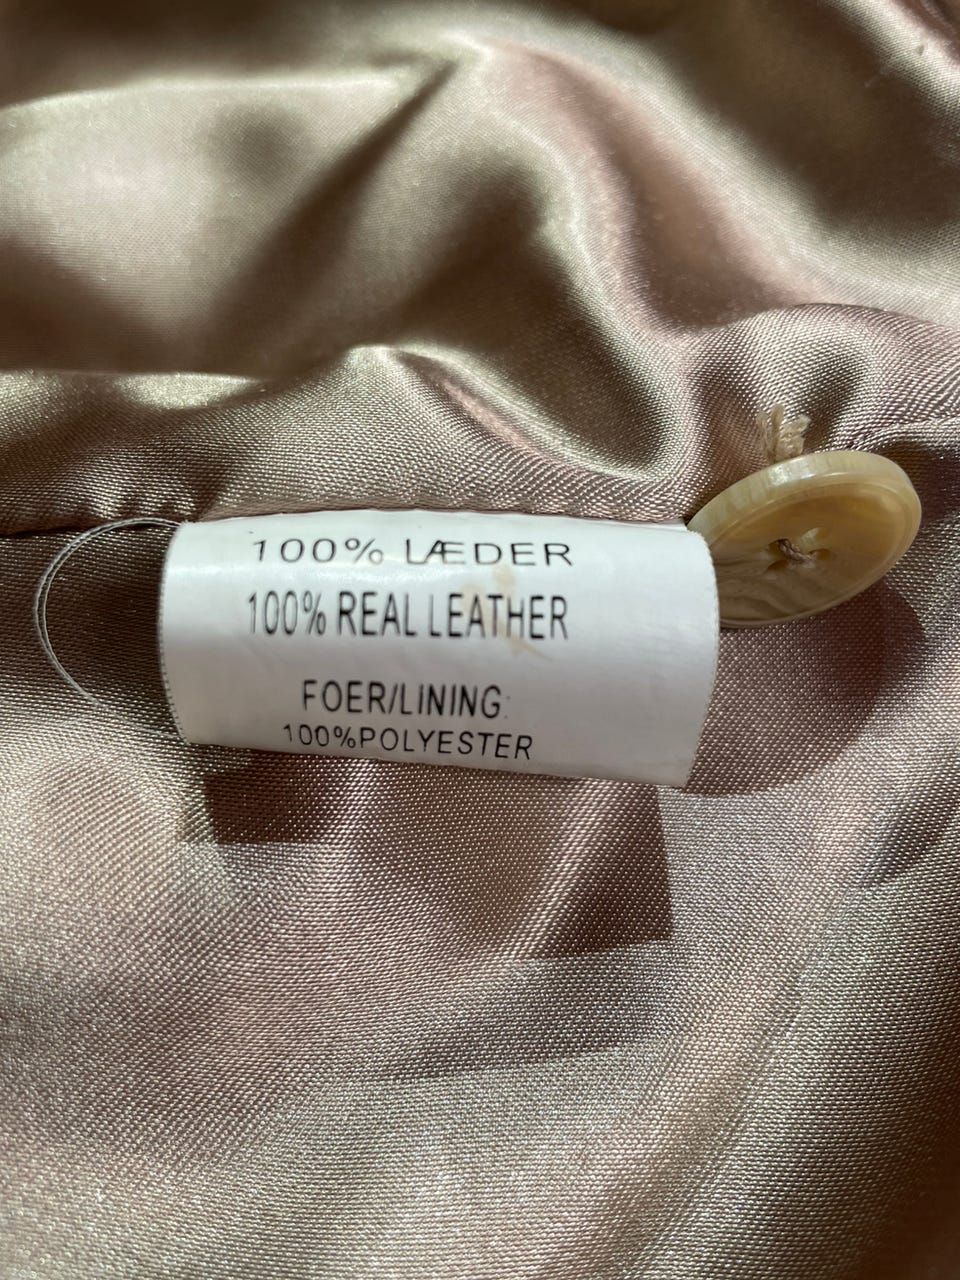 100% LÆDER
100% REAL LEATHER
FOER/LINING:
100%POLYESTER